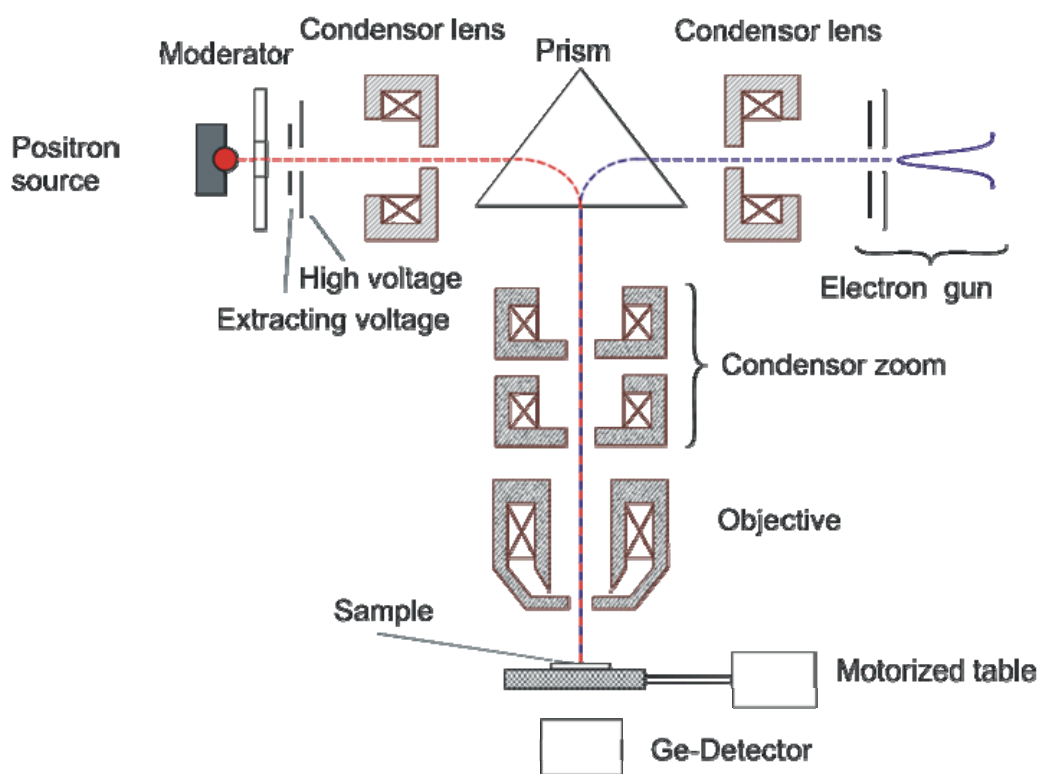 Condensor lens
Condensor lens
Moderator
Prism
Positron
source
High voltage
Extracting voltage
Electron gun
Condensor zoom
Objective
Sample
Motorized table
Ge-Detector